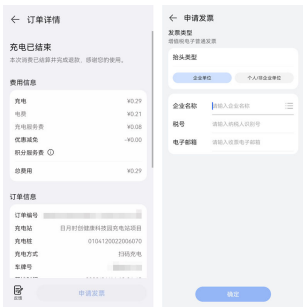 ← 订单详情
充电已结束
本次消费已结算并完成退款，感谢您的使用。
费用信息
充电 ¥0.29
电费 ¥0.21
充电服务费 ¥0.08
优惠减免 -¥0.00
积分服务费
总费用 ¥0.29
订单信息
订单编号
充电站 日月时创健康科技园充电站项目
充电桩 0104120022006070
充电方式 扫码充电
车牌号
申请发票
← 申请发票
发票类型
增值税电子普通发票
抬头类型
企业单位 个人/非企业单位
企业名称 请输入企业名称
税号 请输入纳税人识别号
电子邮箱 请输入收票电子邮箱
确定